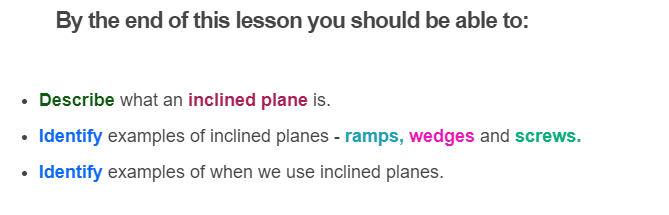 By the end of this lesson you should be able to:
• Describe what an inclined plane is.
• Identify examples of inclined planes - ramps, wedges and screws.
• Identify examples of when we use inclined planes.